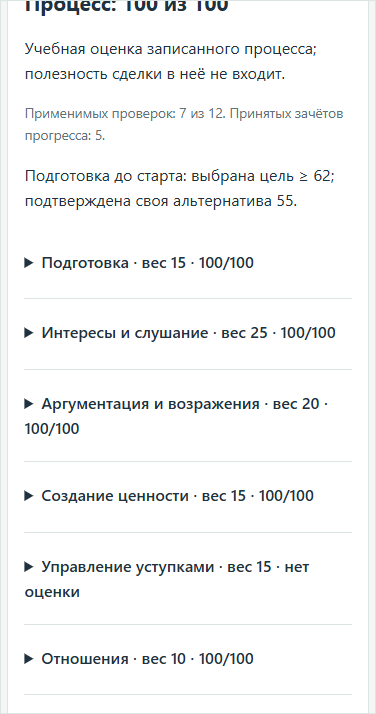 Процесс: 100 из 100
Учебная оценка записанного процесса;
полезность сделки в неё не входит.
Применимых проверок: 7 из 12. Принятых зачётов
прогресса: 5.
Подготовка до старта: выбрана цель ≥ 62;
подтверждена своя альтернатива 55.
▶ Подготовка · вес 15 · 100/100
▶ Интересы и слушание · вес 25 · 100/100
▶ Аргументация и возражения · вес 20 ·
100/100
▶ Создание ценности · вес 15 · 100/100
▶ Управление уступками · вес 15 · нет
оценки
▶ Отношения · вес 10 · 100/100